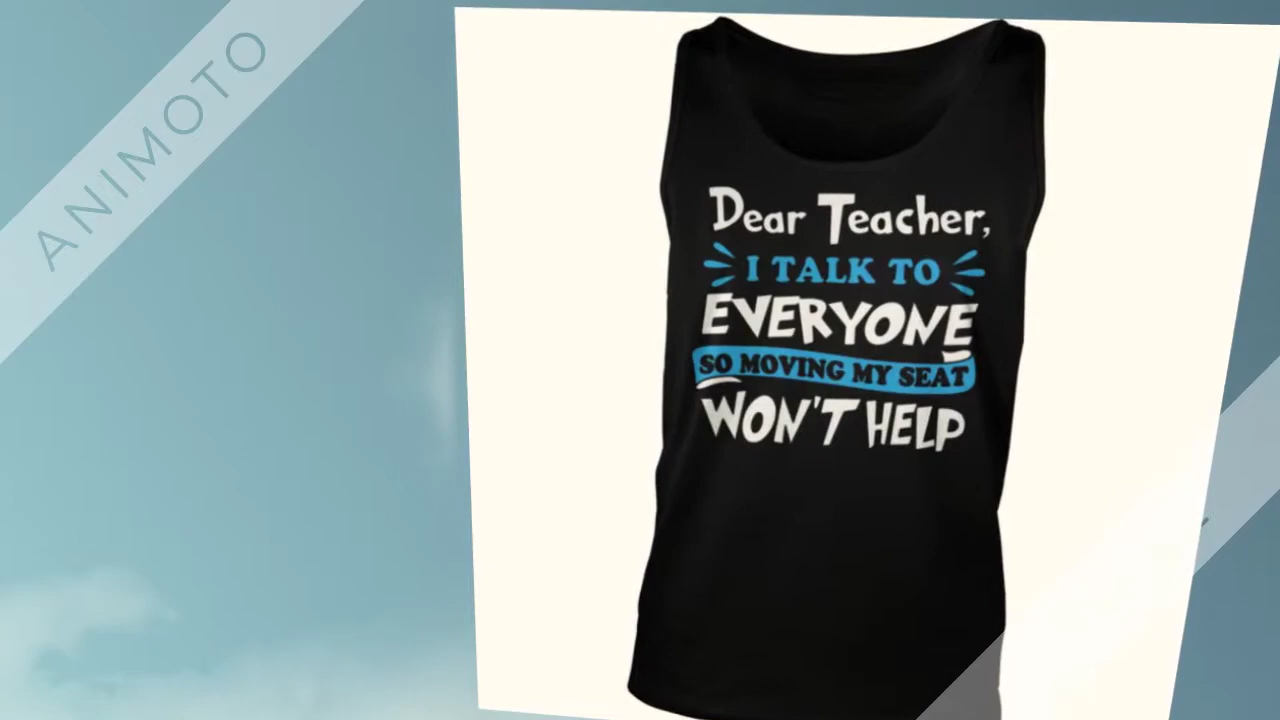 ANIMOTO
Dear Teacher,
I TALK TO
EVERYONE
SO MOVING MY SEAT
WON'T HELP